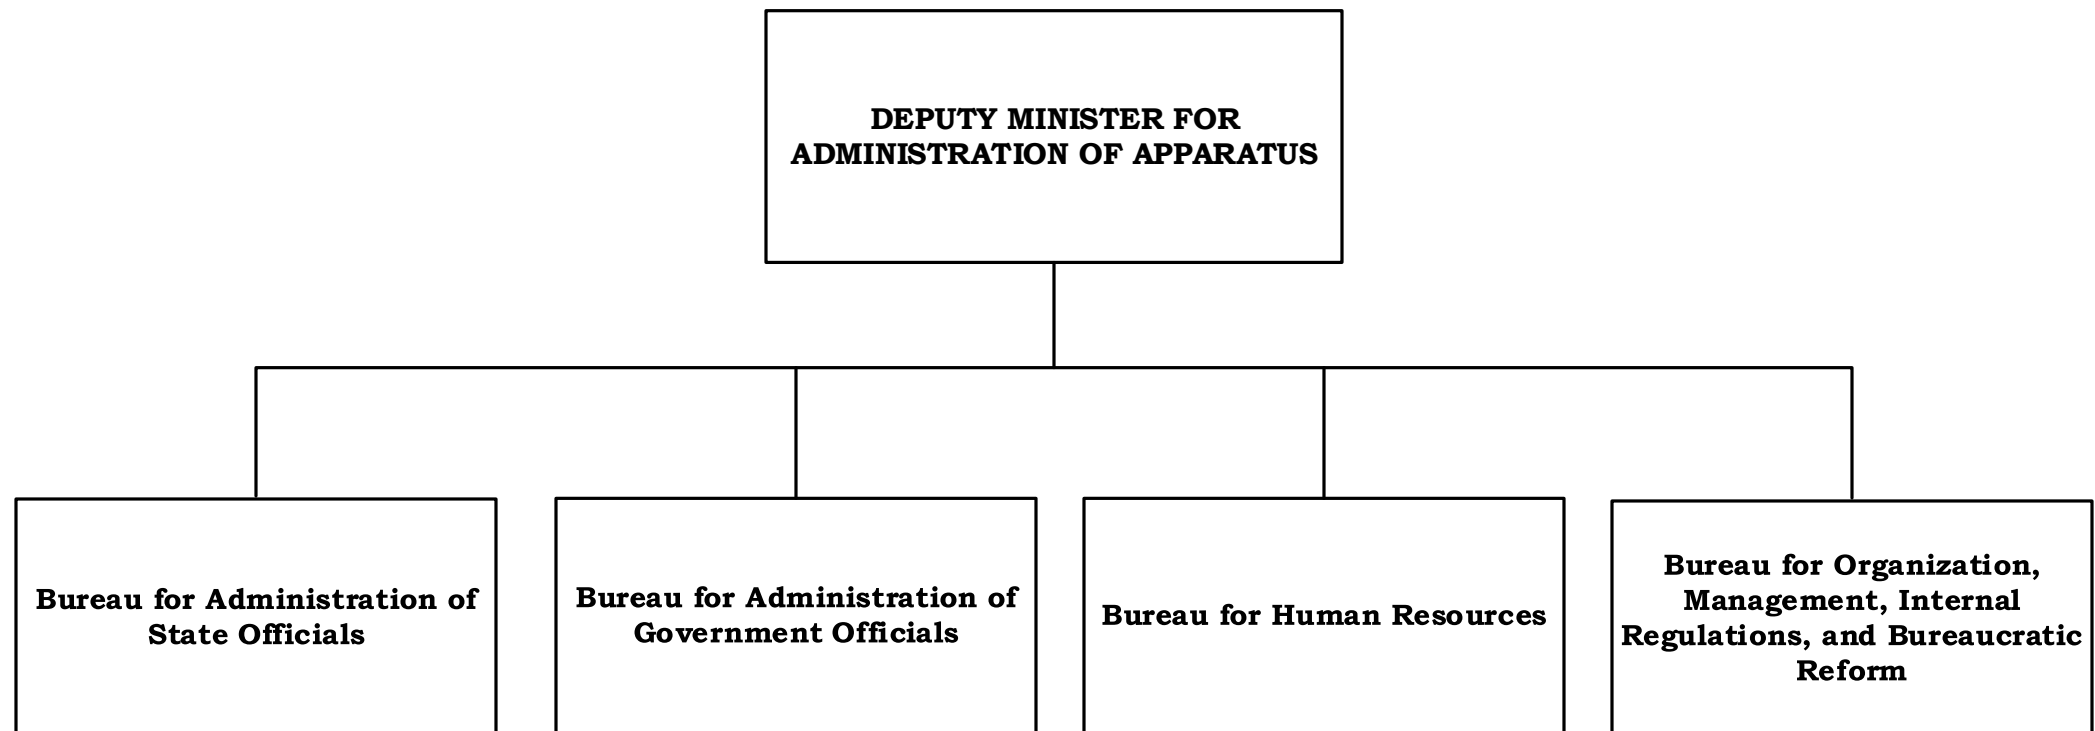 DEPUTY MINISTER FOR
ADMINISTRATION OF APPARATUS
Bureau for Administration of
State Officials
Bureau for Administration of
Government Officials
Bureau for Human Resources
Bureau for Organization,
Management, Internal
Regulations, and Bureaucratic
Reform